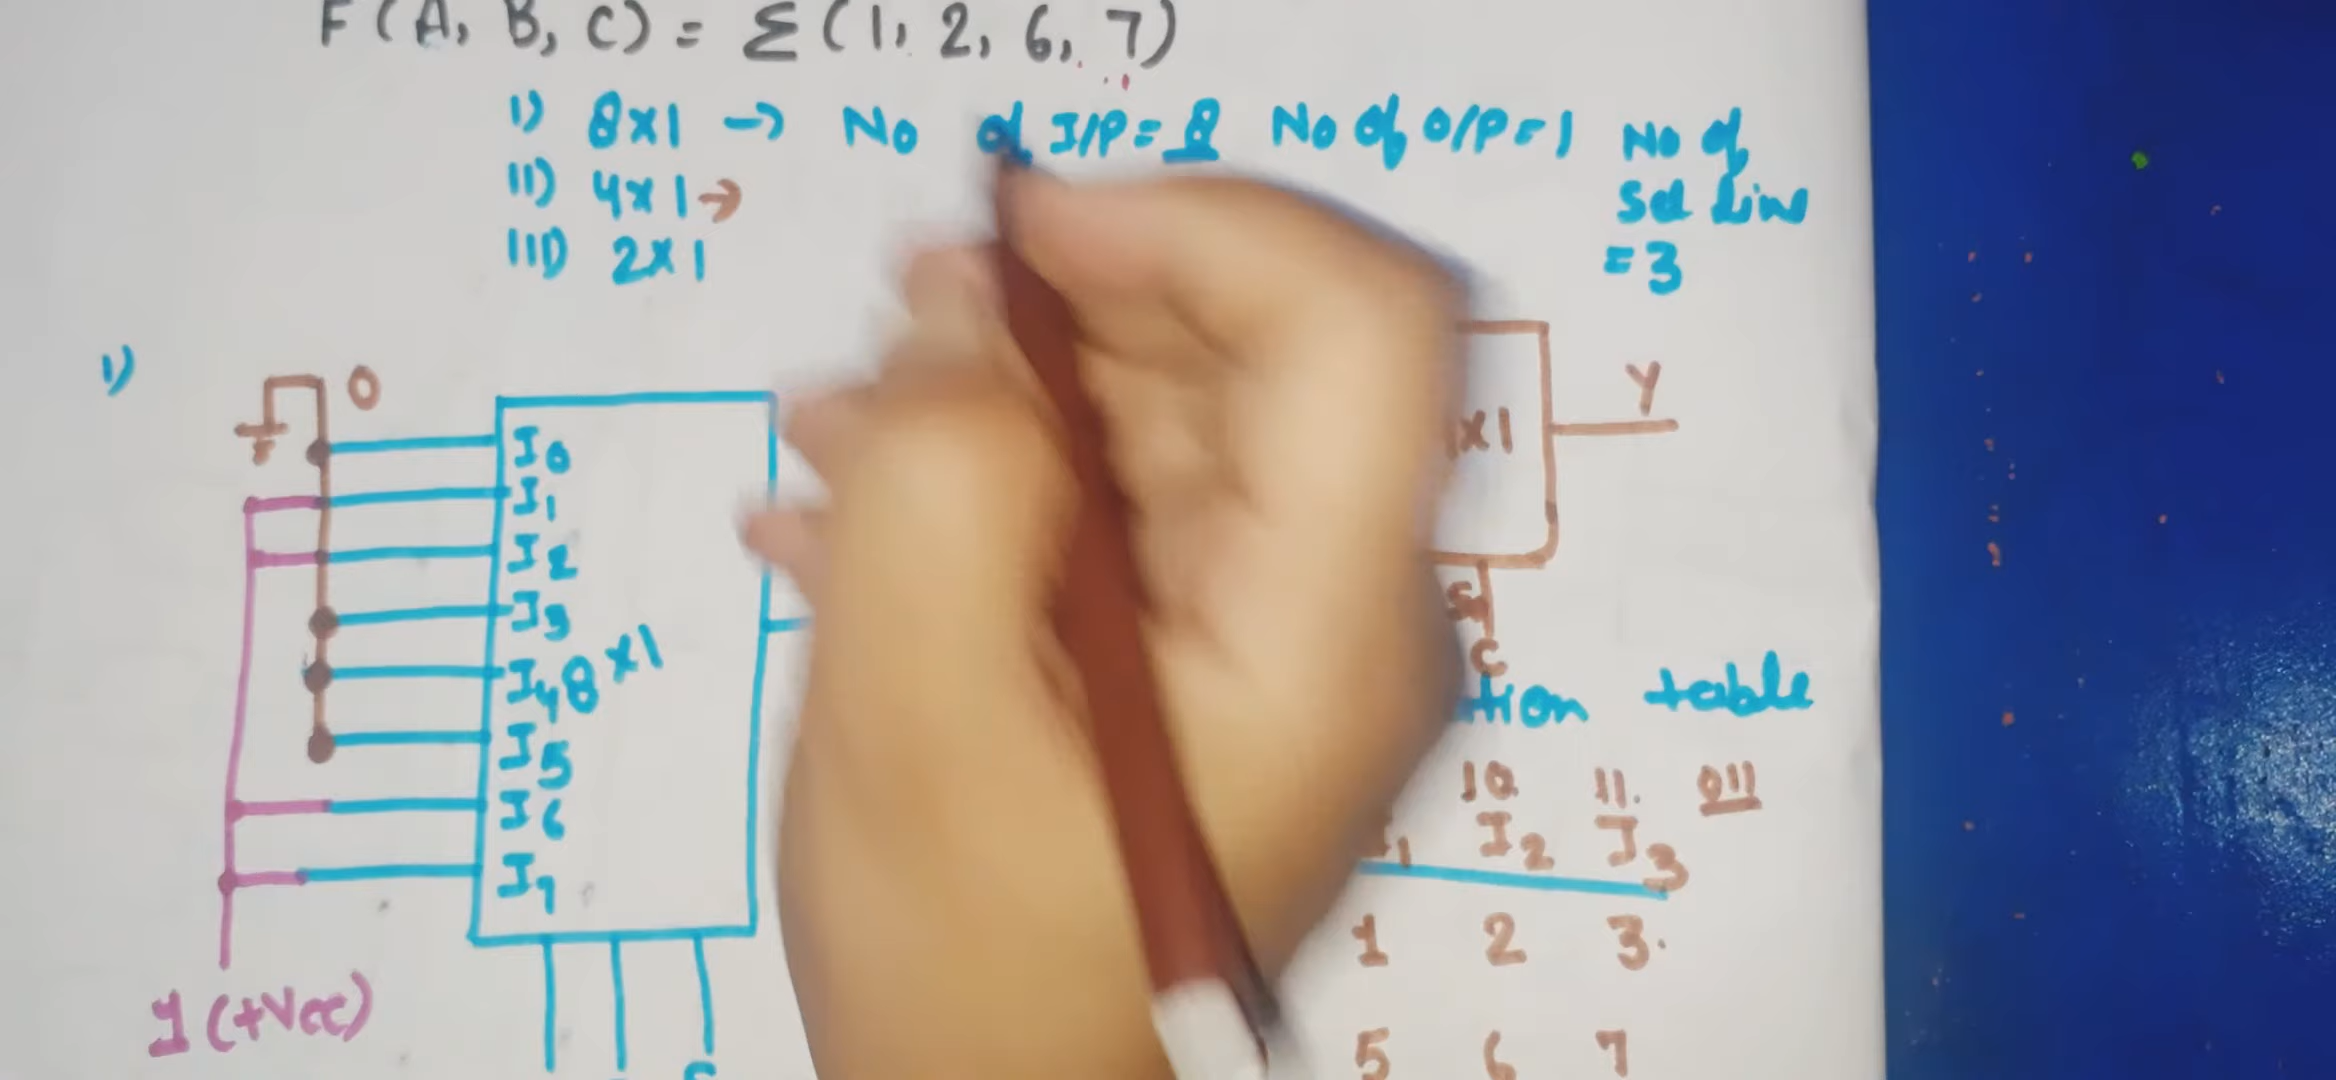 F(A, B, C) = Σ(1, 2, 6, 7)
I) 8x1 → No of I/P = 8 No of O/P = 1 No of
Sel line
= 3
II) 4x1 →
III) 2x1
1)
0
I0
I1
I2
I3
I4 8x1
I5
I6
I7
1 (+Vcc)
x1
Y
C
table
10 11 011
I2 I3
1 2 3
5 6 7